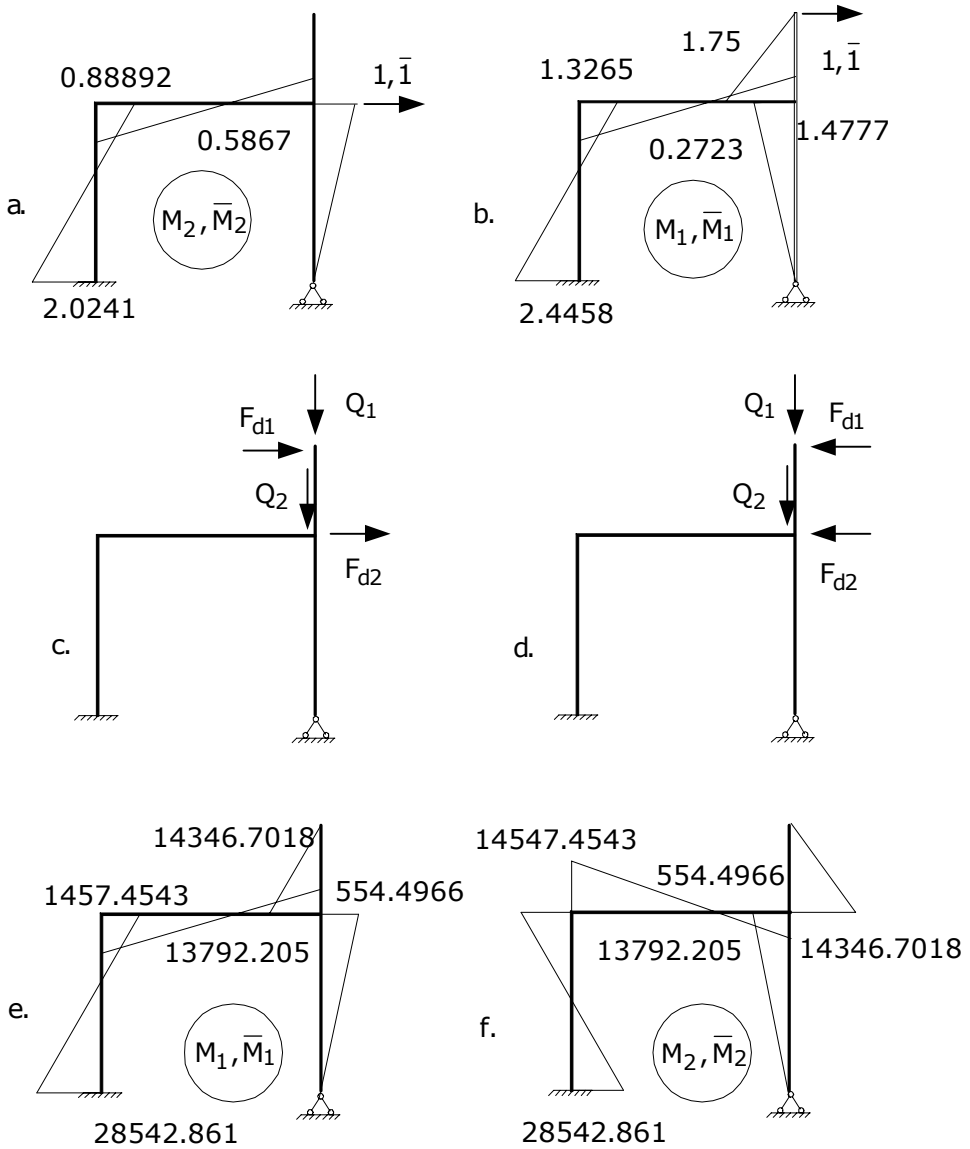 0.88892
1, 1̅
0.5867
a.
M2, M̅2
2.0241
1.75
1.3265
1, 1̅
1.4777
0.2723
b.
M1, M̅1
2.4458
Fd1
Q1
Q2
Fd2
c.
Q1
Fd1
Q2
Fd2
d.
14346.7018
1457.4543
554.4966
13792.205
e.
M1, M̅1
28542.861
14547.4543
554.4966
13792.205
14346.7018
f.
M2, M̅2
28542.861